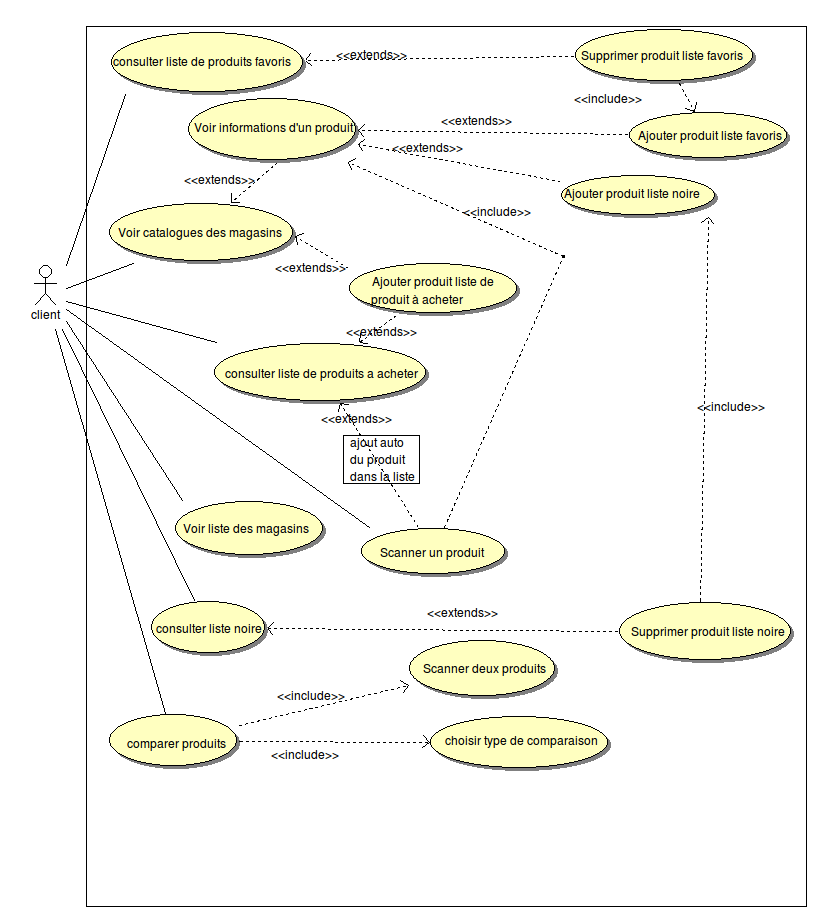 consulter liste de produits favoris
<<extends>>
Supprimer produit liste favoris
<<include>>
Voir informations d'un produit
<<extends>>
Ajouter produit liste favoris
<<extends>>
<<extends>>
Ajouter produit liste noire
<<include>>
Voir catalogues des magasins
<<extends>>
Ajouter produit liste de
produit à acheter
client
<<extends>>
consulter liste de produits a acheter
<<include>>
<<extends>>
ajout auto
du produit
dans la liste
Voir liste des magasins
Scanner un produit
<<extends>>
consulter liste noire
Supprimer produit liste noire
Scanner deux produits
<<include>>
comparer produits
choisir type de comparaison
<<include>>